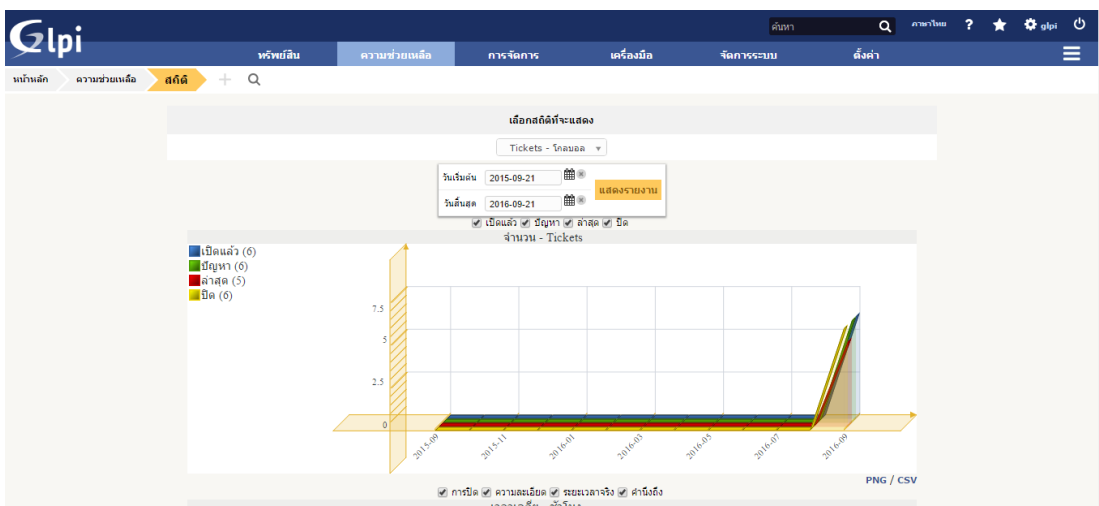 Glpi
ค้นหา ภาษาไทย ? glpi
ทรัพย์สิน ความช่วยเหลือ การจัดการ เครื่องมือ จัดการระบบ ตั้งค่า
หน้าหลัก ความช่วยเหลือ สถิติ
เลือกสถิติที่จะแสดง
Tickets - โกลบอล
วันเริ่มต้น 2015-09-21
แสดงรายงาน
วันสิ้นสุด 2016-09-21
เปิดแล้ว ปัญหา ล่าสุด ปิด
จำนวน - Tickets
เปิดแล้ว (6)
ปัญหา (6)
ล่าสุด (5)
ปิด (6)
7.5
5
2.5
0
2015-09 2015-11 2016-01 2016-03 2016-05 2016-07 2016-09
PNG / CSV
การปิด ความละเอียด ระยะเวลาจริง คำนึงถึง